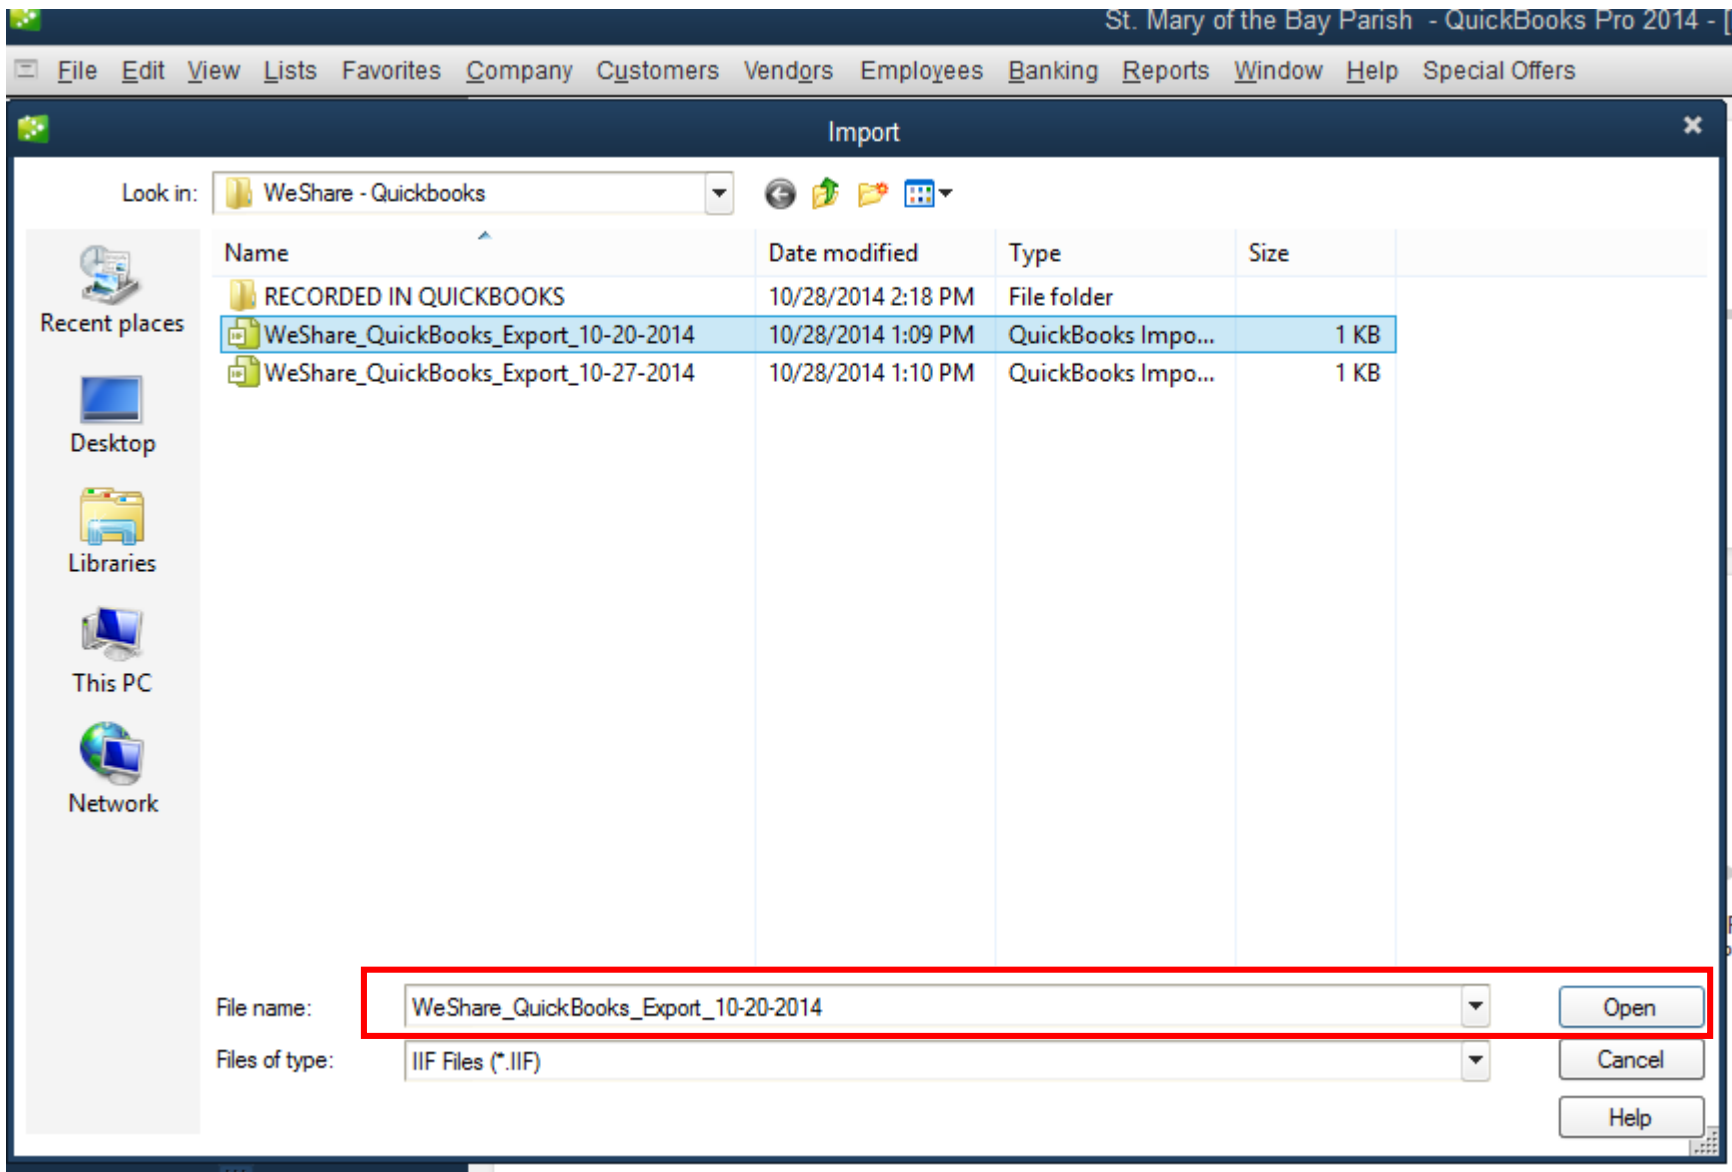 St. Mary of the Bay Parish - QuickBooks Pro 2014 - [
File Edit View Lists Favorites Company Customers Vendors Employees Banking Reports Window Help Special Offers
Import
Look in: WeShare - Quickbooks
Name Date modified Type Size
RECORDED IN QUICKBOOKS 10/28/2014 2:18 PM File folder
WeShare_QuickBooks_Export_10-20-2014 10/28/2014 1:09 PM QuickBooks Impo... 1 KB
WeShare_QuickBooks_Export_10-27-2014 10/28/2014 1:10 PM QuickBooks Impo... 1 KB
Recent places
Desktop
Libraries
This PC
Network
File name: WeShare_QuickBooks_Export_10-20-2014 Open
Files of type: IIF Files (*.IIF) Cancel
Help